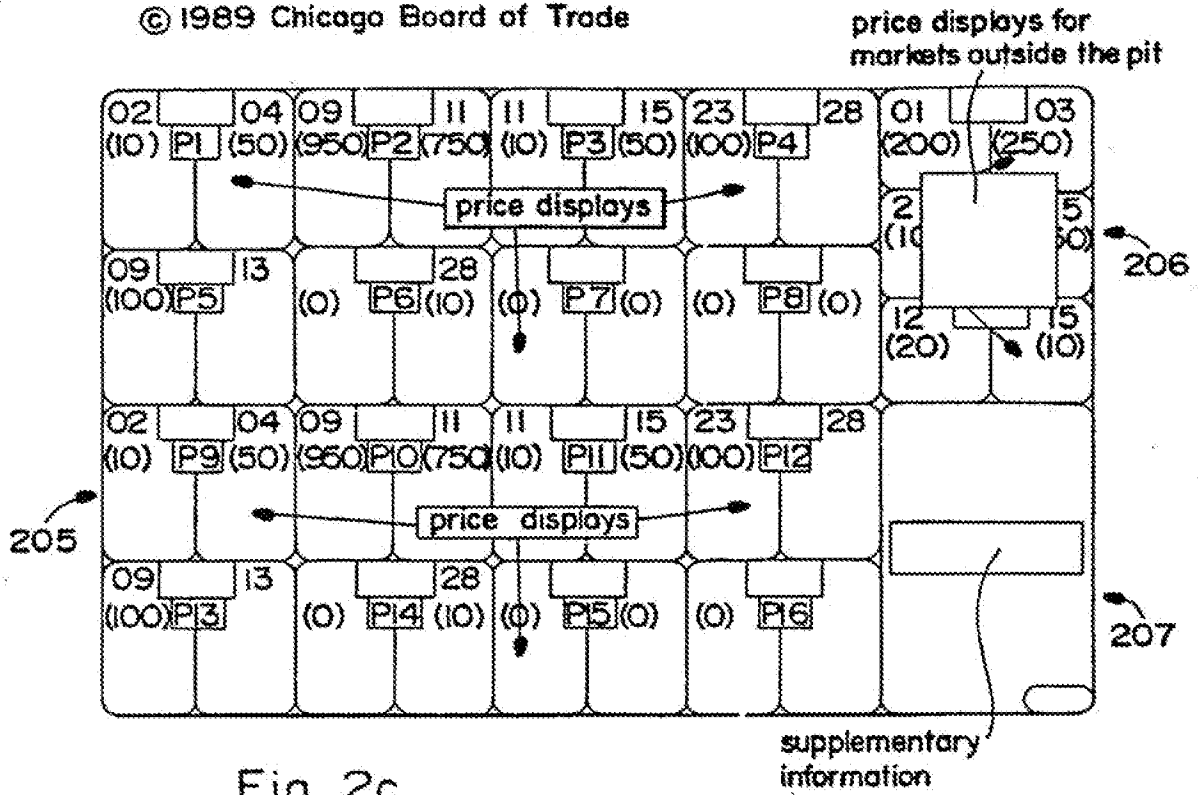 © 1989 Chicago Board of Trade
price displays for
markets outside the pit
02 04 09 11 11 15 23 28 01 03
(10) P1 (50) (950) P2 (750) (10) P3 (50) (100) P4 (200) (250)
price displays
09 13 28
(100) P5 (0) P6 (10) (0) P7 (0) (0) P8 (0)
206
12 15
(20) (10)
02 04 09 11 11 15 23 28
(10) P9 (50) (950) P10 (750) (10) P11 (50) (100) P12
205
price displays
09 13 28
(100) P13 (0) P14 (10) (0) P15 (0) (0) P16
207
supplementary
information
Fig. 2c